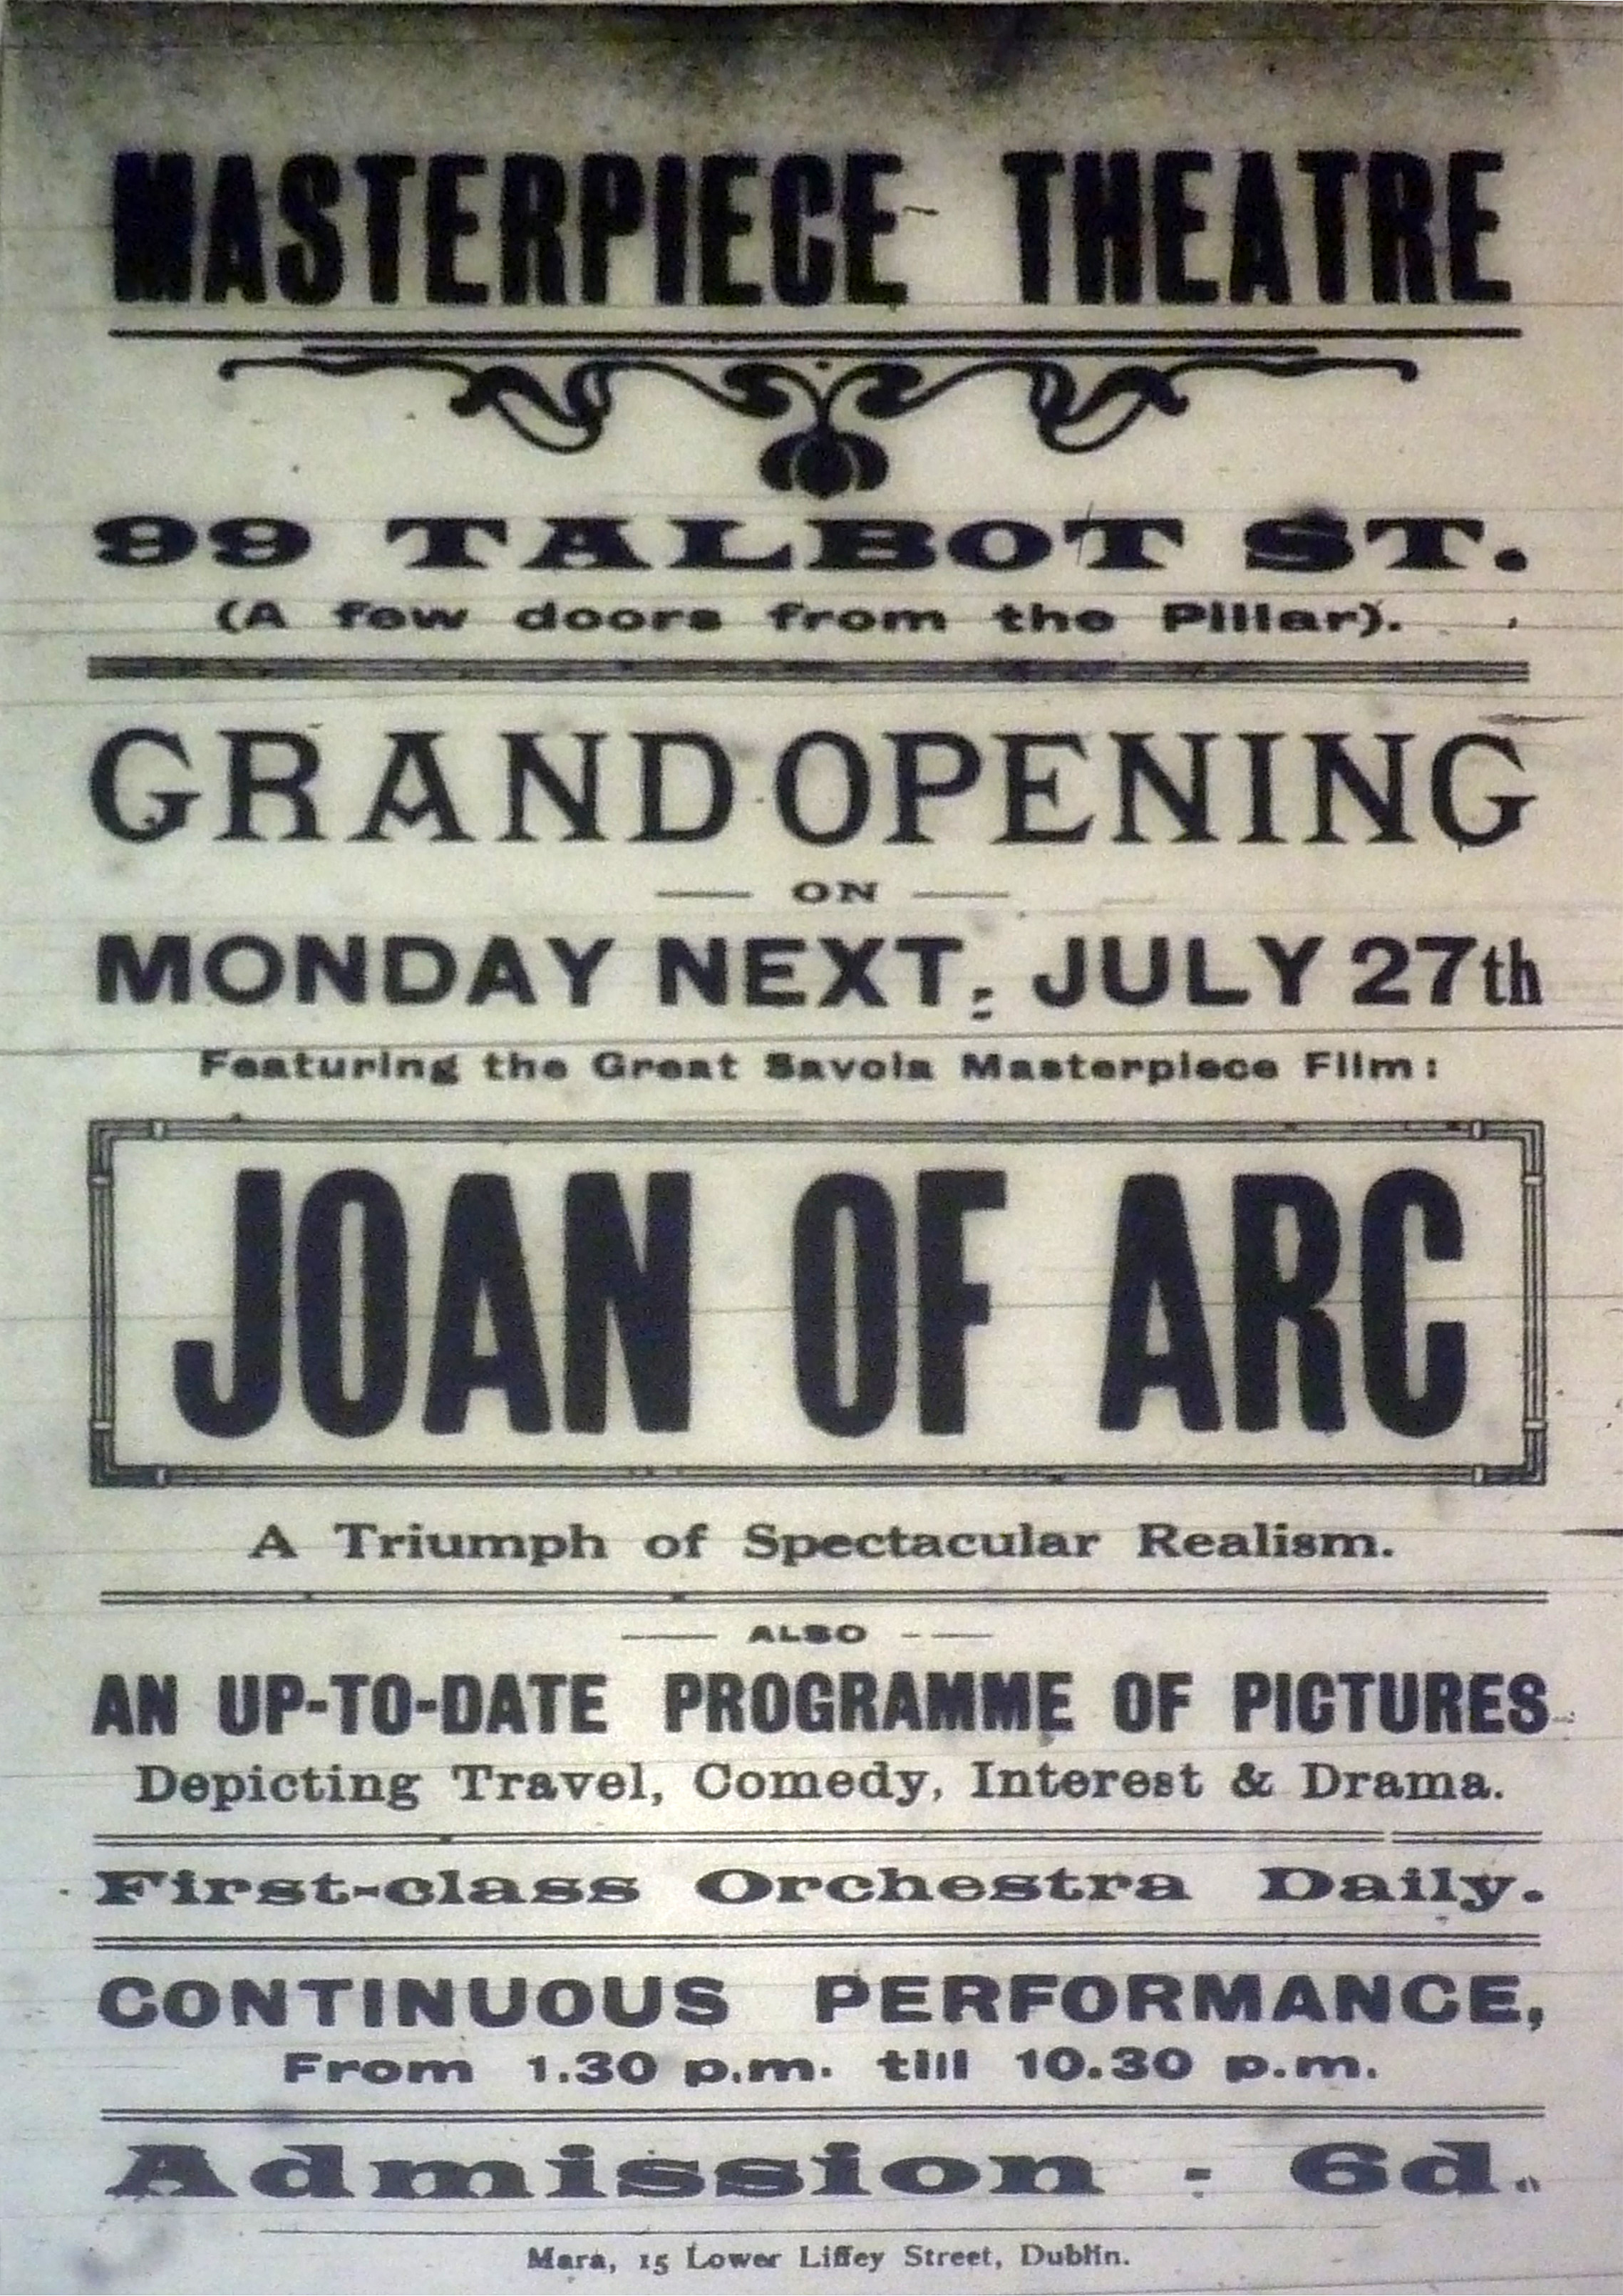 MASTERPIECE THEATRE
99 TALBOT ST.
(A few doors from the Pillar).
GRAND OPENING
ON
MONDAY NEXT, JULY 27th
Featuring the Great Savoia Masterpiece Film:
JOAN OF ARC
A Triumph of Spectacular Realism.
ALSO
AN UP-TO-DATE PROGRAMME OF PICTURES
Depicting Travel, Comedy, Interest & Drama.
First-class Orchestra Daily.
CONTINUOUS PERFORMANCE,
From 1.30 p.m. till 10.30 p.m.
Admission - 6d.
Mara, 15 Lower Liffey Street, Dublin.